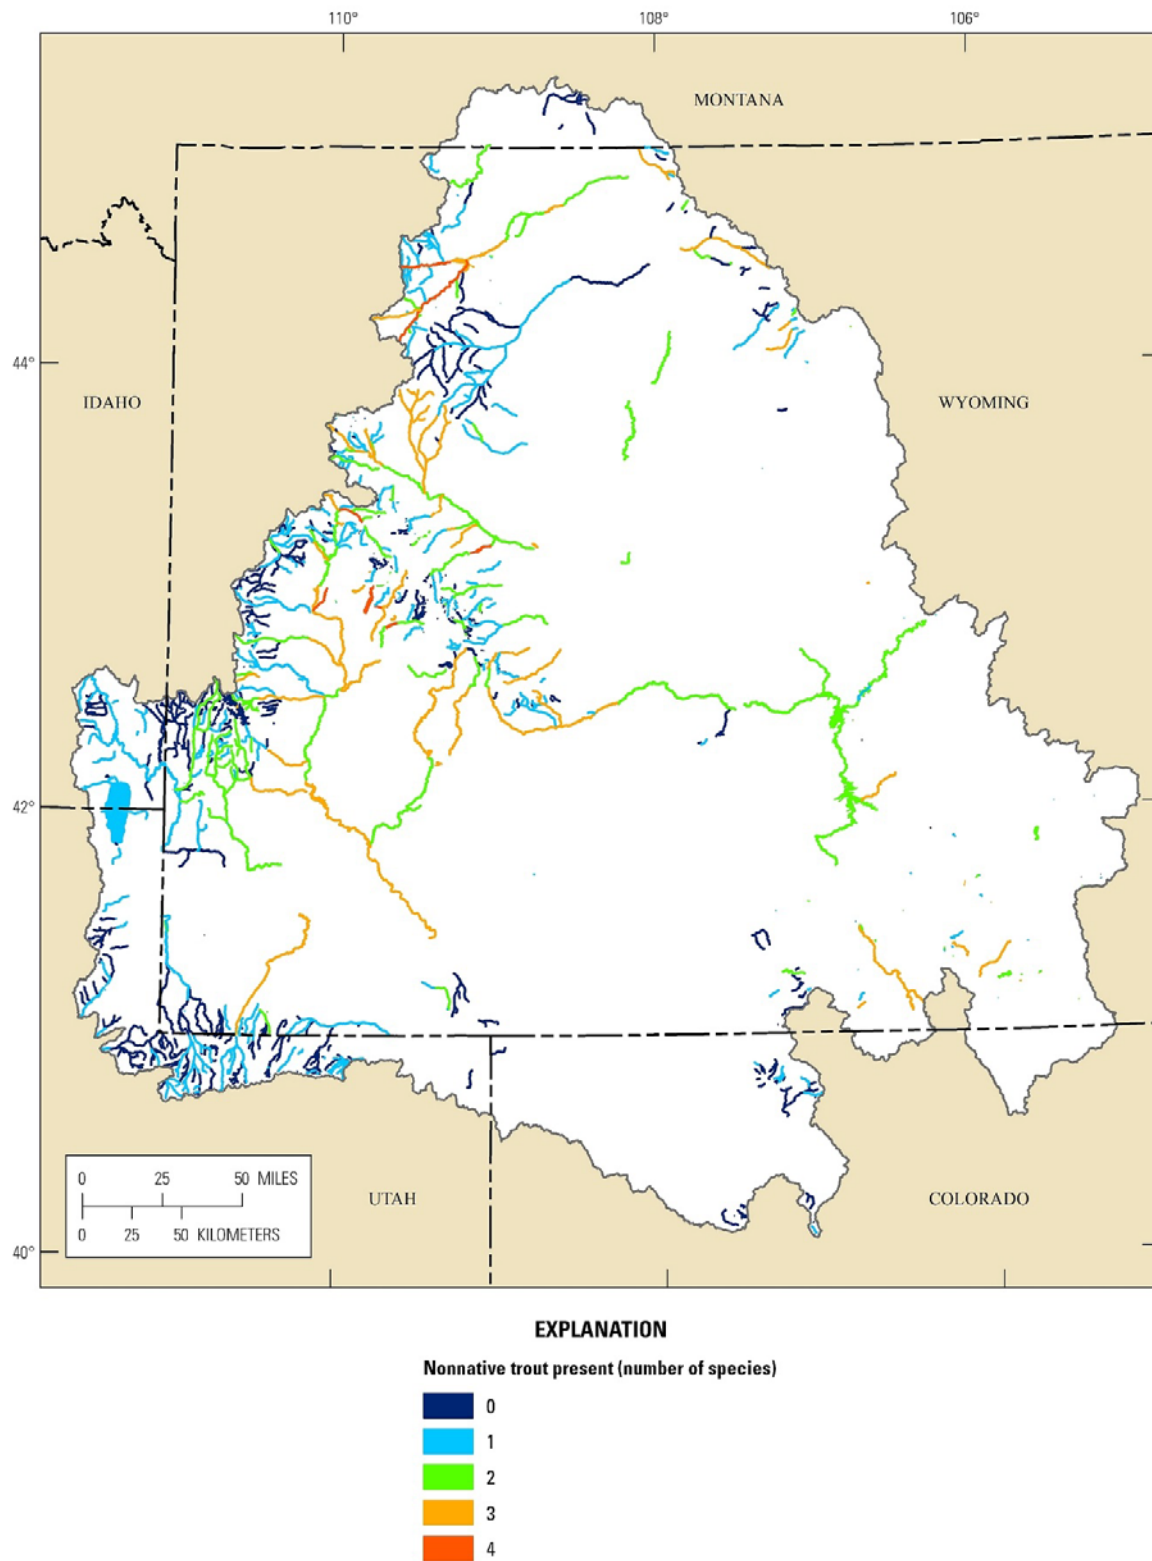 110° 108° 106°
MONTANA
44°
IDAHO
WYOMING
42°
0 25 50 MILES
0 25 50 KILOMETERS
UTAH
COLORADO
40°
EXPLANATION
Nonnative trout present (number of species)
0
1
2
3
4